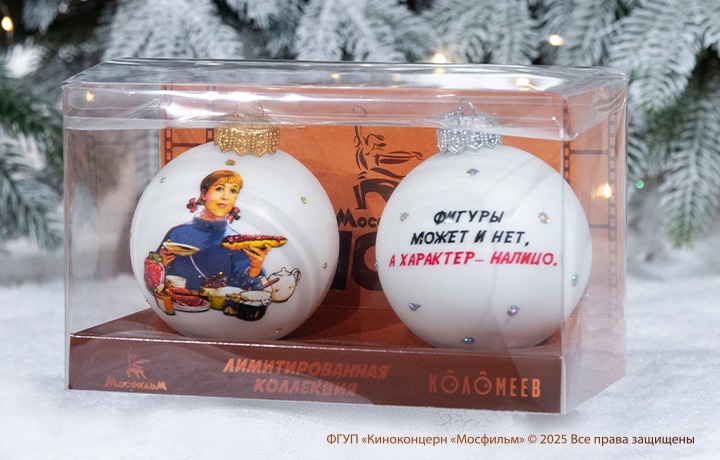 ФИГУРЫ
МОЖЕТ И НЕТ,
А ХАРАКТЕР – НАЛИЦО.
МОСФИЛЬМ
ЛИМИТИРОВАННАЯ
КОЛЛЕКЦИЯ
КОЛОМЕЕВ
ФГУП «Киноконцерн «Мосфильм» © 2025 Все права защищены